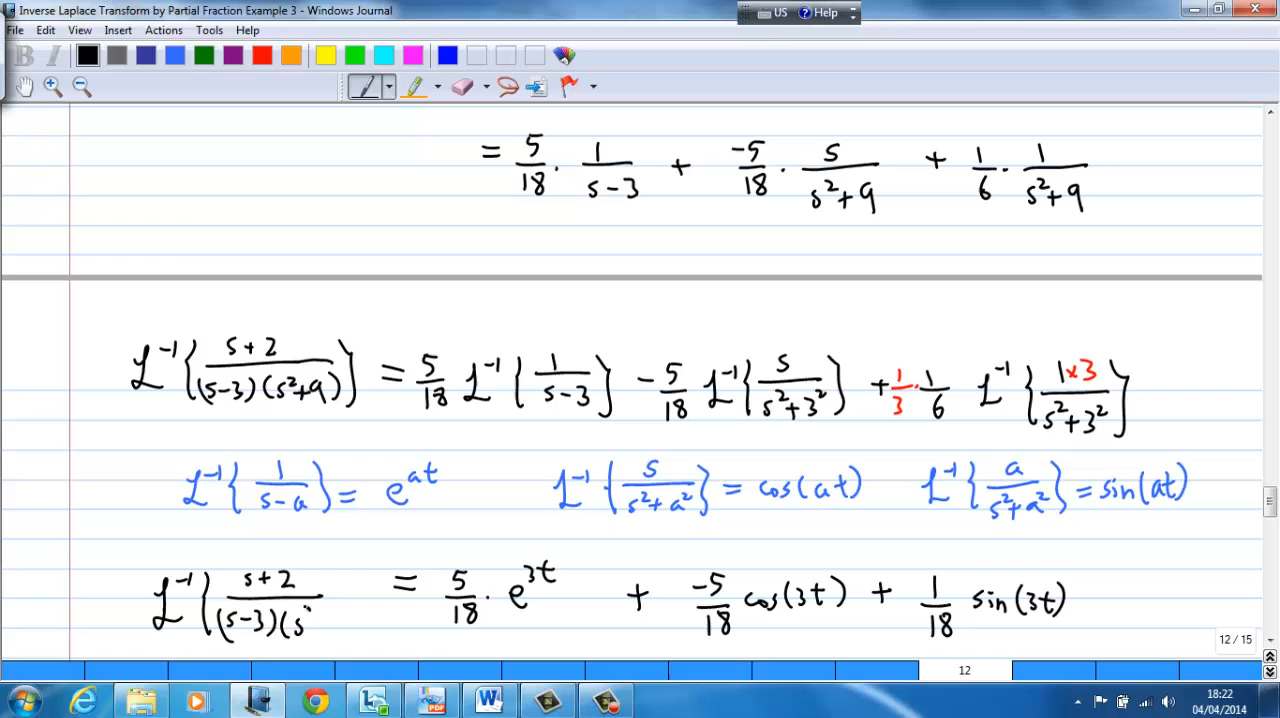 Inverse Laplace Transform by Partial Fraction Example 3 - Windows Journal
US Help
File Edit View Insert Actions Tools Help
B I
= 5/18 · 1/(s-3) + -5/18 · s/(s²+9) + 1/6 · 1/(s²+9)
ℒ⁻¹{(s+2)/((s-3)(s²+9))} = 5/18 ℒ⁻¹{1/(s-3)} - 5/18 ℒ⁻¹{s/(s²+3²)} + 1/3 · 1/6 ℒ⁻¹{(1×3)/(s²+3²)}
ℒ⁻¹{1/(s-a)} = e^(at) ℒ⁻¹{s/(s²+a²)} = cos(at) ℒ⁻¹{a/(s²+a²)} = sin(at)
ℒ⁻¹{(s+2)/((s-3)(s = 5/18 · e^(3t) + -5/18 cos(3t) + 1/18 sin(3t)
12 / 15
12
W
18:22
04/04/2014